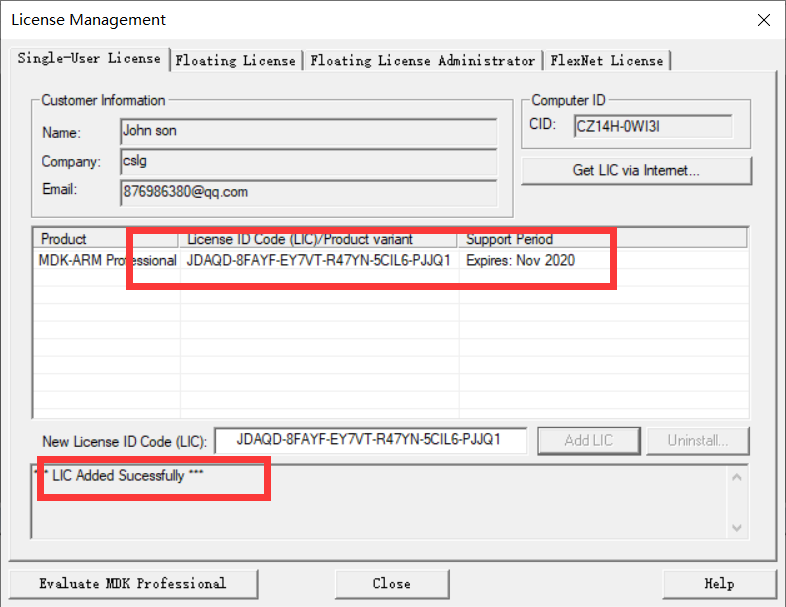 License Management
Single-User License
Floating License
Floating License Administrator
FlexNet License
Customer Information
Name:
John son
Company:
cslg
Email:
876986380@qq.com
Computer ID
CID:
CZ14H-0WI3I
Get LIC via Internet...
Product
License ID Code (LIC)/Product variant
Support Period
MDK-ARM Professional
JDAQD-8FAYF-EY7VT-R47YN-5CIL6-PJJQ1
Expires: Nov 2020
New License ID Code (LIC):
JDAQD-8FAYF-EY7VT-R47YN-5CIL6-PJJQ1
Add LIC
Uninstall...
*** LIC Added Sucessfully ***
Evaluate MDK Professional
Close
Help